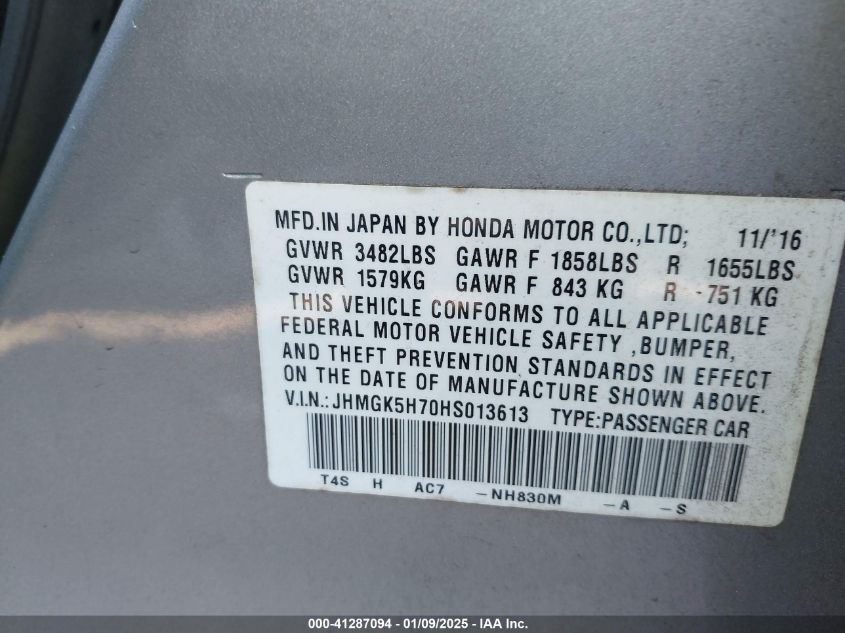 MFD.IN JAPAN BY HONDA MOTOR CO.,LTD; 11/'16
GVWR 3482LBS GAWR F 1858LBS R 1655LBS
GVWR 1579KG GAWR F 843 KG R 751 KG
THIS VEHICLE CONFORMS TO ALL APPLICABLE
FEDERAL MOTOR VEHICLE SAFETY ,BUMPER,
AND THEFT PREVENTION STANDARDS IN EFFECT
ON THE DATE OF MANUFACTURE SHOWN ABOVE.
V.I.N.:JHMGK5H70HS013613 TYPE:PASSENGER CAR
T4S H AC7 -NH830M -A -S
000-41287094 - 01/09/2025 - IAA Inc.